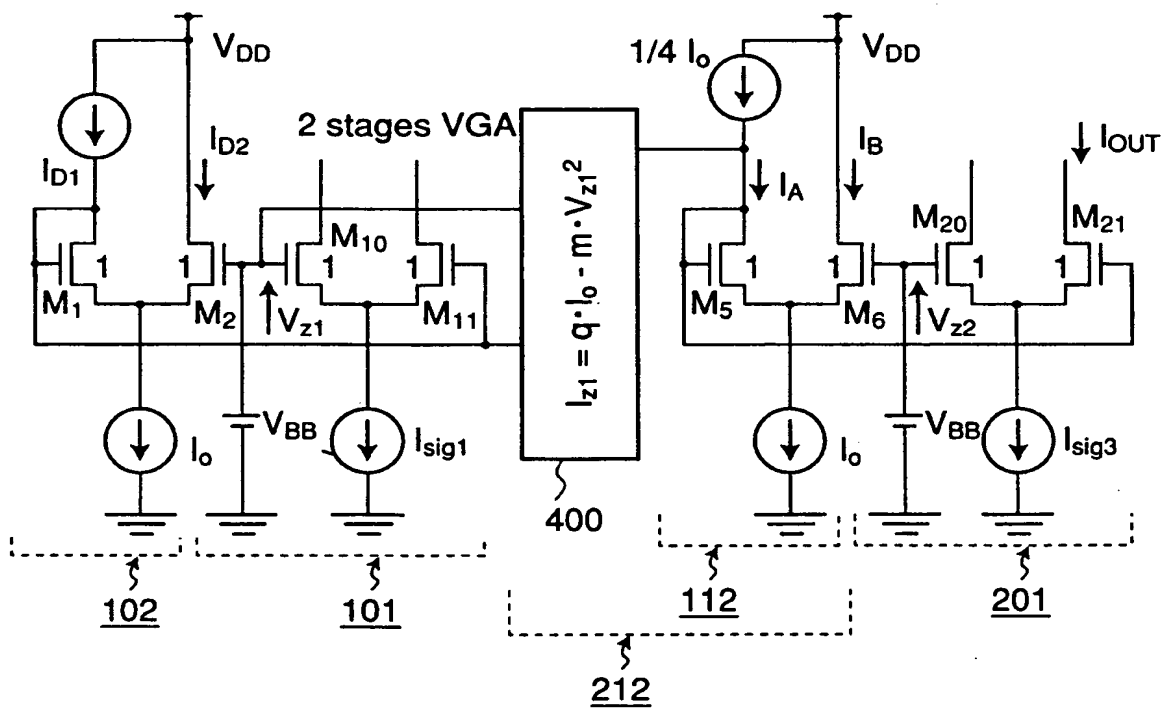 V_DD
1/4 I_o
V_DD
2 stages VGA
I_D1
I_D2
I_A
I_B
I_OUT
M_1
1
1
M_2
M_10
1
1
M_11
V_z1
I_z1 = q · I_o - m · V_z1²
M_5
1
1
M_6
M_20
1
1
M_21
V_z2
I_o
V_BB
I_sig1
I_o
V_BB
I_sig3
400
102
101
112
201
212